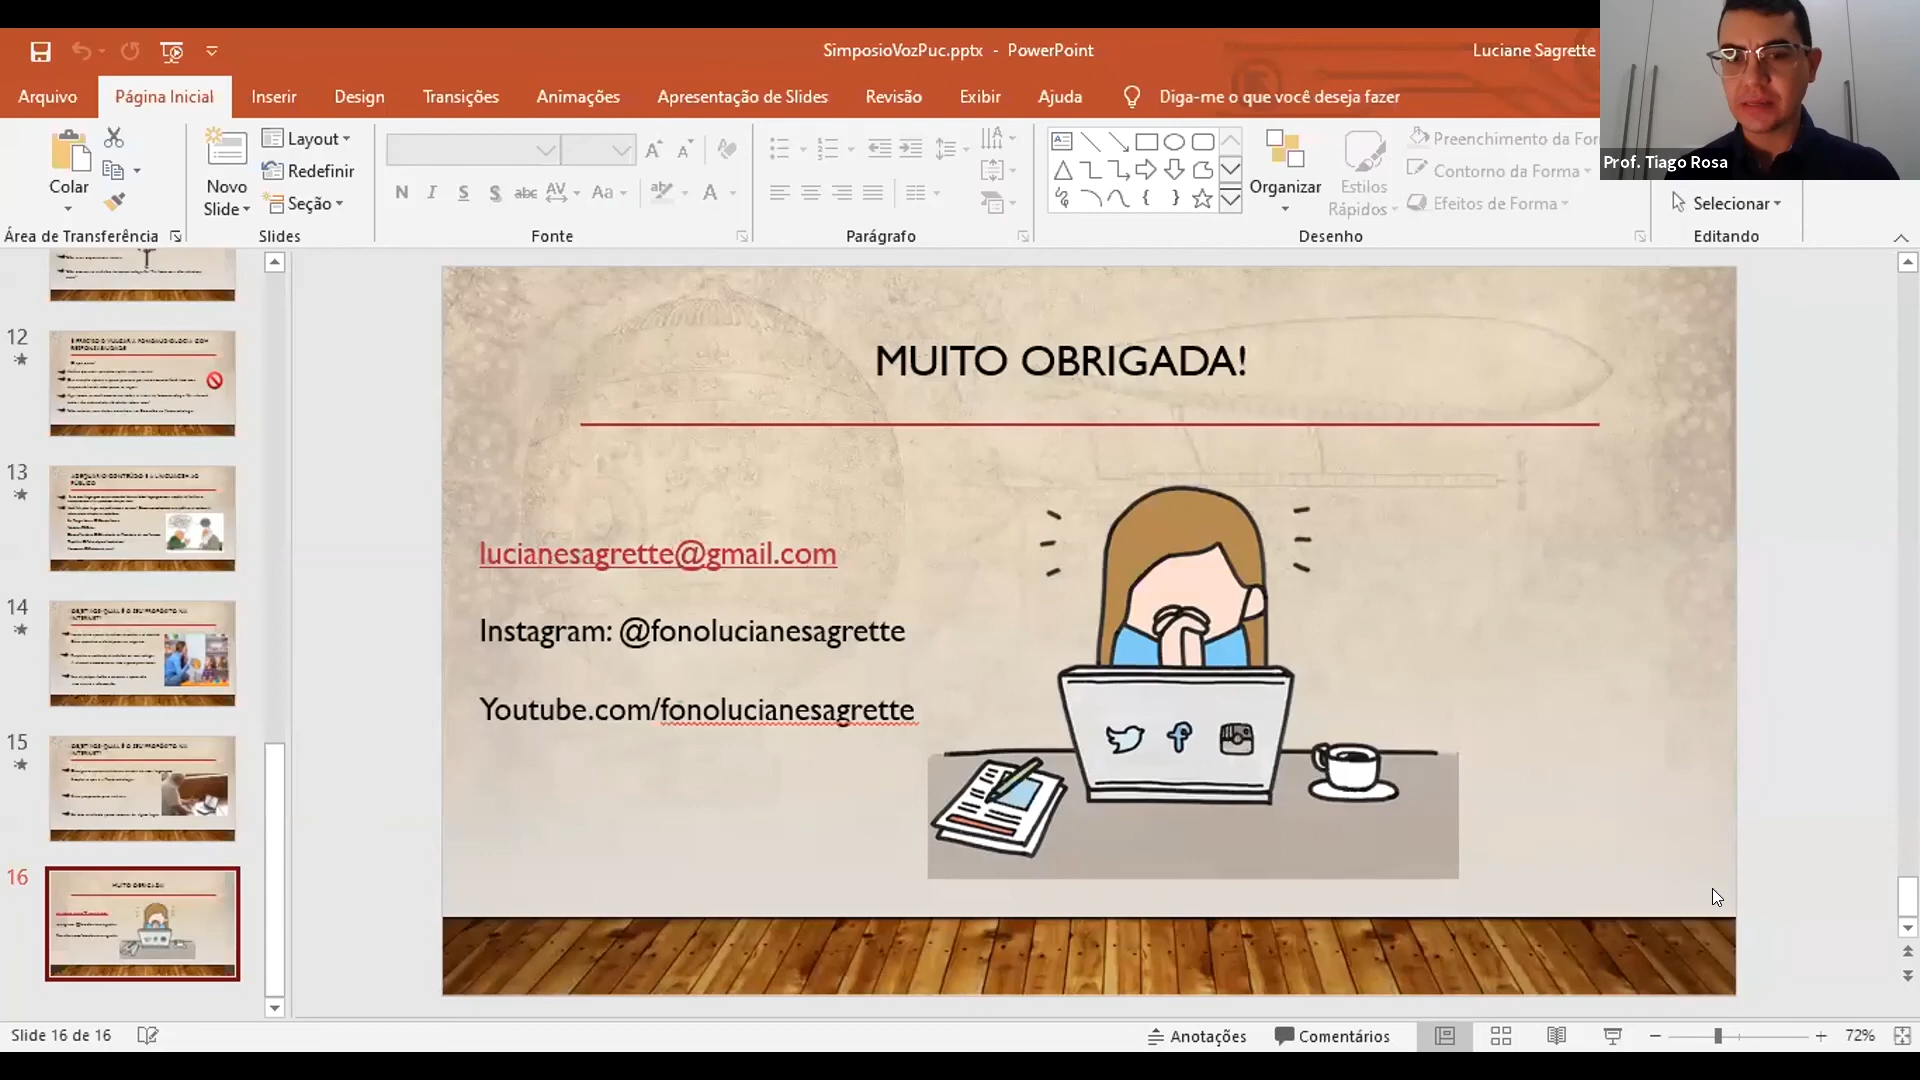 SimposioVozPuc.pptx - PowerPoint
Luciane Sagrette
Arquivo
Página Inicial
Inserir
Design
Transições
Animações
Apresentação de Slides
Revisão
Exibir
Ajuda
Diga-me o que você deseja fazer
Prof. Tiago Rosa
Colar
Novo
Slide
Layout
Redefinir
Seção
N I S S abc AV Aa A
Organizar
Estilos
Rápidos
Preenchimento da For
Contorno da Forma
Efeitos de Forma
Selecionar
Área de Transferência
Slides
Fonte
Parágrafo
Desenho
Editando
12
13
14
15
16
MUITO OBRIGADA!
lucianesagrette@gmail.com
Instagram: @fonolucianesagrette
Youtube.com/fonolucianesagrette
Slide 16 de 16
Anotações
Comentários
72%